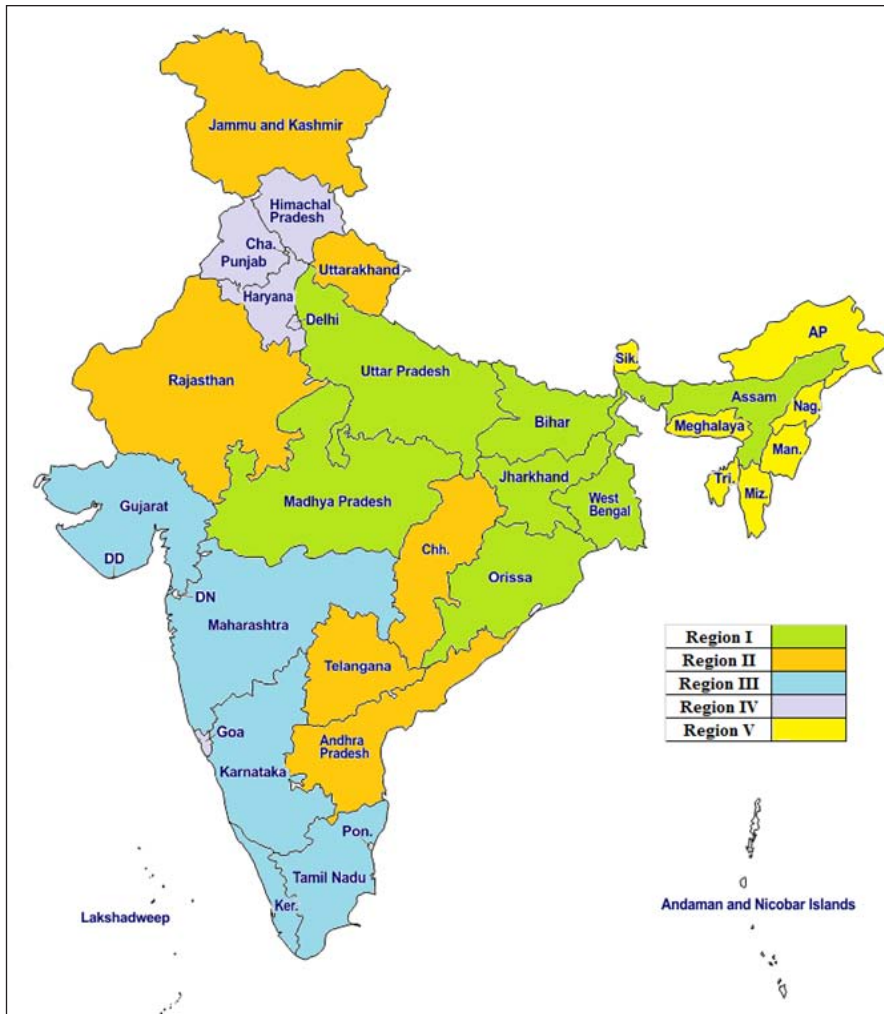 Jammu and Kashmir
Himachal
Pradesh
Cha.
Punjab
Uttarakhand
Haryana
Delhi
AP
Sik.
Rajasthan
Uttar Pradesh
Assam
Nag.
Bihar
Meghalaya
Man.
Jharkhand
Tri.
Miz.
Gujarat
Madhya Pradesh
West
Bengal
Chh.
DD
Orissa
DN
Maharashtra
Region I
Region II
Region III
Region IV
Region V
Telangana
Goa
Andhra
Pradesh
Karnataka
Pon.
Tamil Nadu
Ker.
Lakshadweep
Andaman and Nicobar Islands